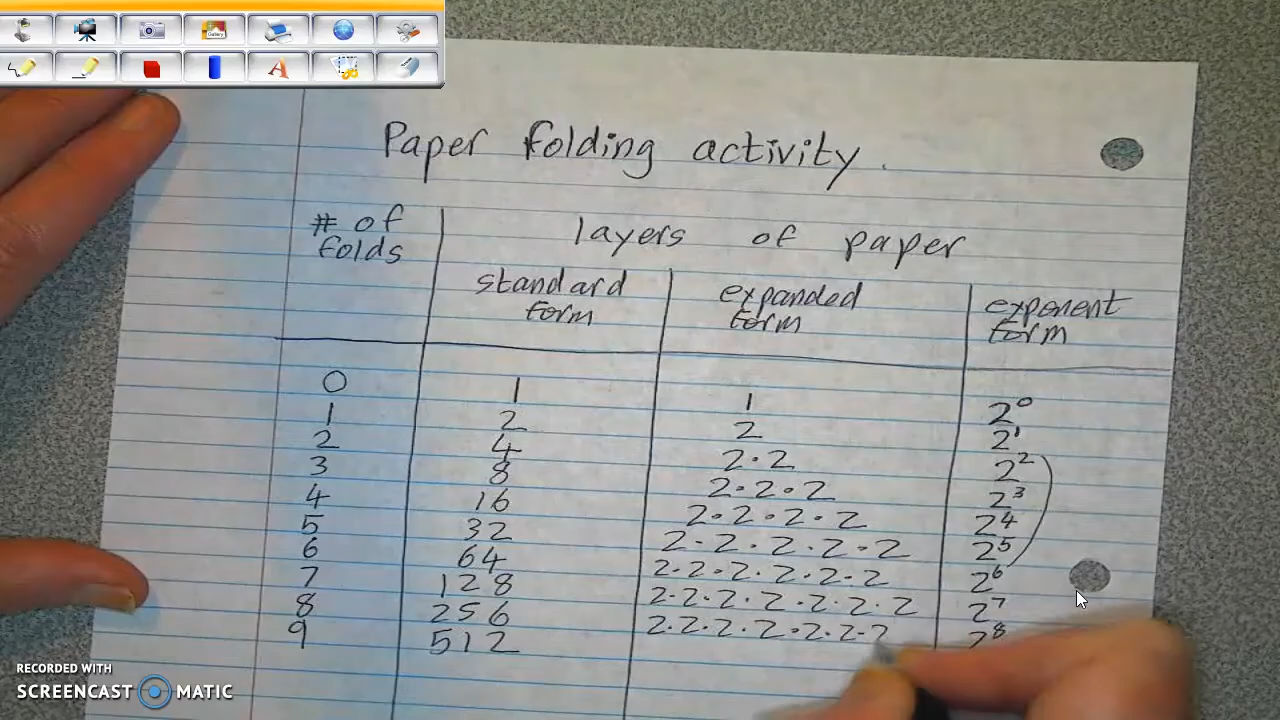 Gallery
Paper folding activity.
# of folds
layers of paper
standard form
expanded form
exponent form
0 1 1 2⁰
1 2 2 2¹
2 4 2·2 2²
3 8 2·2·2 2³
4 16 2·2·2·2 2⁴
5 32 2·2·2·2·2 2⁵
6 64 2·2·2·2·2·2 2⁶
7 128 2·2·2·2·2·2·2 2⁷
8 256 2·2·2·2·2·2·2 2⁸
9 512
RECORDED WITH
SCREENCAST MATIC